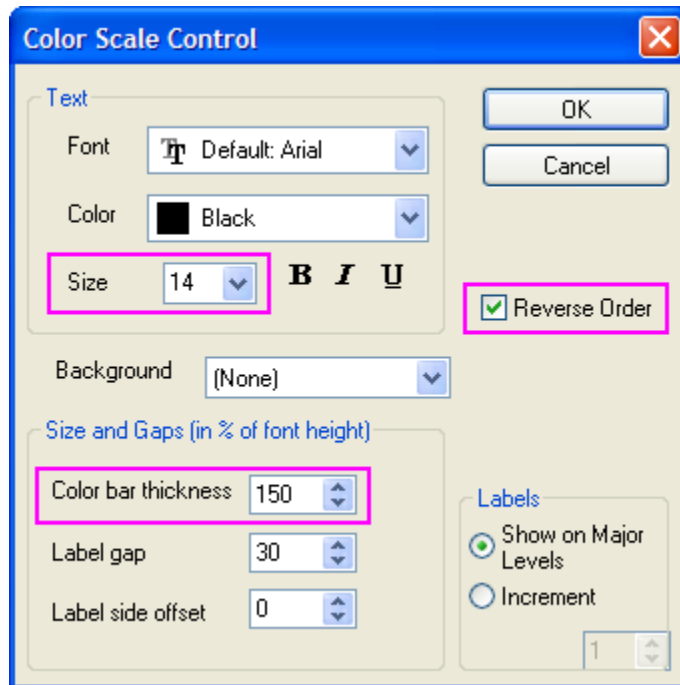 Color Scale Control
Text
OK
Font Default: Arial
Cancel
Color Black
Size 14 B I U
Reverse Order
Background (None)
Size and Gaps (in % of font height)
Color bar thickness 150
Labels
Show on Major
Levels
Label gap 30
Increment
Label side offset 0
1